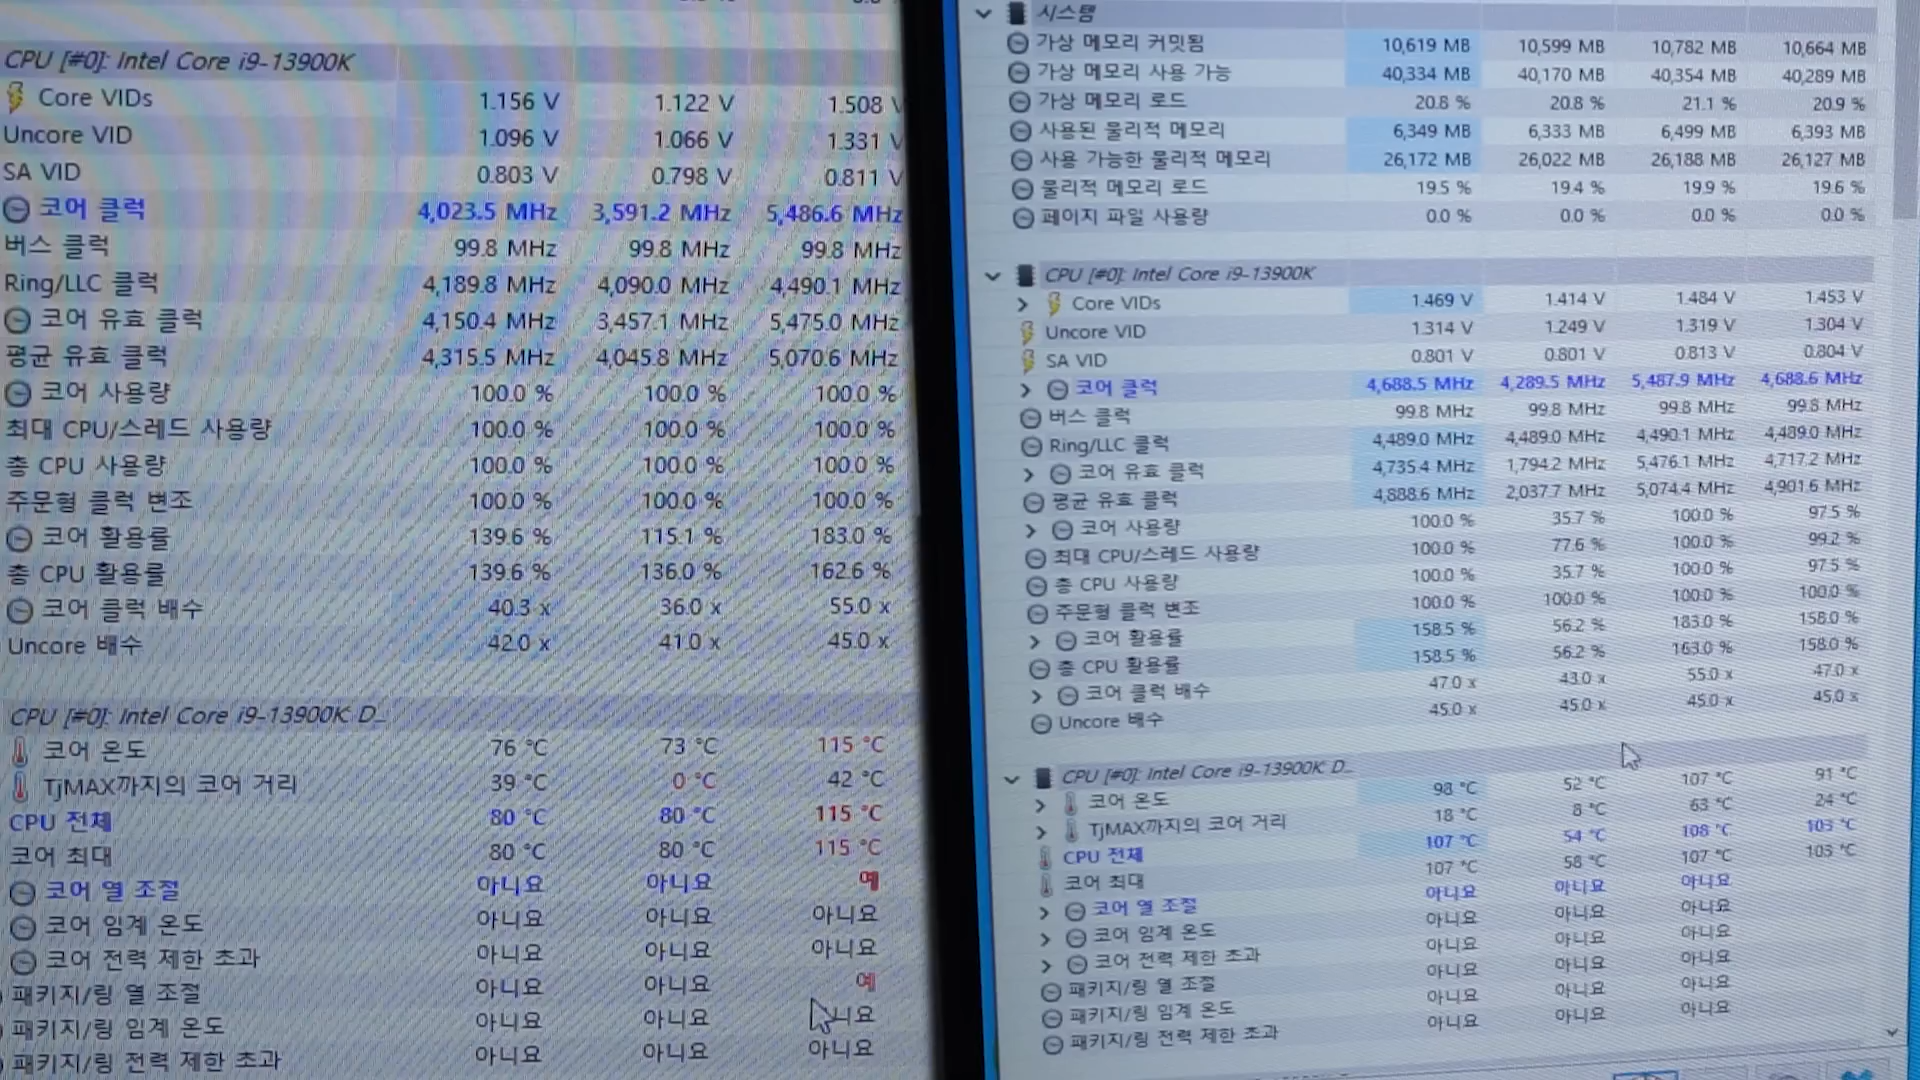 CPU [#0]: Intel Core i9-13900K
Core VIDs 1.156 V 1.122 V 1.508 V
Uncore VID 1.096 V 1.066 V 1.331 V
SA VID 0.803 V 0.798 V 0.811 V
코어 클럭 4,023.5 MHz 3,591.2 MHz 5,486.6 MHz
버스 클럭 99.8 MHz 99.8 MHz 99.8 MHz
Ring/LLC 클럭 4,189.8 MHz 4,090.0 MHz 4,490.1 MHz
코어 유효 클럭 4,150.4 MHz 3,457.1 MHz 5,475.0 MHz
평균 유효 클럭 4,315.5 MHz 4,045.8 MHz 5,070.6 MHz
코어 사용량 100.0 % 100.0 % 100.0 %
최대 CPU/스레드 사용량 100.0 % 100.0 % 100.0 %
총 CPU 사용량 100.0 % 100.0 % 100.0 %
주문형 클럭 변조 100.0 % 100.0 % 100.0 %
코어 활용률 139.6 % 115.1 % 183.0 %
총 CPU 활용률 139.6 % 136.0 % 162.6 %
코어 클럭 배수 40.3 x 36.0 x 55.0 x
Uncore 배수 42.0 x 41.0 x 45.0 x
CPU [#0]: Intel Core i9-13900K D...
코어 온도 76 °C 73 °C 115 °C
TjMAX까지의 코어 거리 39 °C 0 °C 42 °C
CPU 전체 80 °C 80 °C 115 °C
코어 최대 80 °C 80 °C 115 °C
코어 열 조절 아니요 아니요 예
코어 임계 온도 아니요 아니요 아니요
코어 전력 제한 초과 아니요 아니요 아니요
패키지/링 열 조절 아니요 아니요 예
패키지/링 임계 온도 아니요 아니요 니요
패키지/링 전력 제한 초과 아니요 아니요 아니요
시스템
가상 메모리 커밋됨 10,619 MB 10,599 MB 10,782 MB 10,664 MB
가상 메모리 사용 가능 40,334 MB 40,170 MB 40,354 MB 40,289 MB
가상 메모리 로드 20.8 % 20.8 % 21.1 % 20.9 %
사용된 물리적 메모리 6,349 MB 6,333 MB 6,499 MB 6,393 MB
사용 가능한 물리적 메모리 26,172 MB 26,022 MB 26,188 MB 26,127 MB
물리적 메모리 로드 19.5 % 19.4 % 19.9 % 19.6 %
페이지 파일 사용량 0.0 % 0.0 % 0.0 % 0.0 %
CPU [#0]: Intel Core i9-13900K
Core VIDs 1.469 V 1.414 V 1.484 V 1.453 V
Uncore VID 1.314 V 1.249 V 1.319 V 1.304 V
SA VID 0.801 V 0.801 V 0.813 V 0.804 V
코어 클럭 4,688.5 MHz 4,289.5 MHz 5,487.9 MHz 4,688.6 MHz
버스 클럭 99.8 MHz 99.8 MHz 99.8 MHz 99.8 MHz
Ring/LLC 클럭 4,489.0 MHz 4,489.0 MHz 4,490.1 MHz 4,489.0 MHz
코어 유효 클럭 4,735.4 MHz 1,794.2 MHz 5,476.1 MHz 4,717.2 MHz
평균 유효 클럭 4,888.6 MHz 2,037.7 MHz 5,074.4 MHz 4,901.6 MHz
코어 사용량 100.0 % 35.7 % 100.0 % 97.5 %
최대 CPU/스레드 사용량 100.0 % 77.6 % 100.0 % 99.2 %
총 CPU 사용량 100.0 % 35.7 % 100.0 % 97.5 %
주문형 클럭 변조 100.0 % 100.0 % 100.0 % 100.0 %
코어 활용률 158.5 % 56.2 % 183.0 % 158.0 %
총 CPU 활용률 158.5 % 56.2 % 163.0 % 158.0 %
코어 클럭 배수 47.0 x 43.0 x 55.0 x 47.0 x
Uncore 배수 45.0 x 45.0 x 45.0 x 45.0 x
CPU [#0]: Intel Core i9-13900K D...
코어 온도 98 °C 52 °C 107 °C 91 °C
TjMAX까지의 코어 거리 18 °C 8 °C 63 °C 24 °C
CPU 전체 107 °C 54 °C 108 °C 103 °C
코어 최대 107 °C 58 °C 107 °C 103 °C
코어 열 조절 아니요 아니요 아니요
코어 임계 온도 아니요 아니요 아니요
코어 전력 제한 초과 아니요 아니요 아니요
패키지/링 열 조절 아니요 아니요 아니요
패키지/링 임계 온도 아니요 아니요 아니요
패키지/링 전력 제한 초과 아니요 아니요 아니요